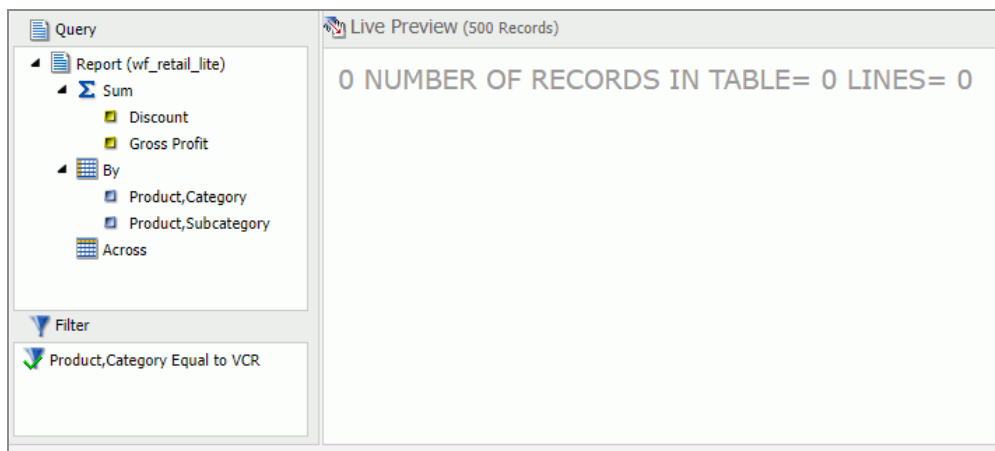 Query
Report (wf_retail_lite)
Sum
Discount
Gross Profit
By
Product,Category
Product,Subcategory
Across
Filter
Product,Category Equal to VCR
Live Preview (500 Records)
0 NUMBER OF RECORDS IN TABLE= 0 LINES= 0